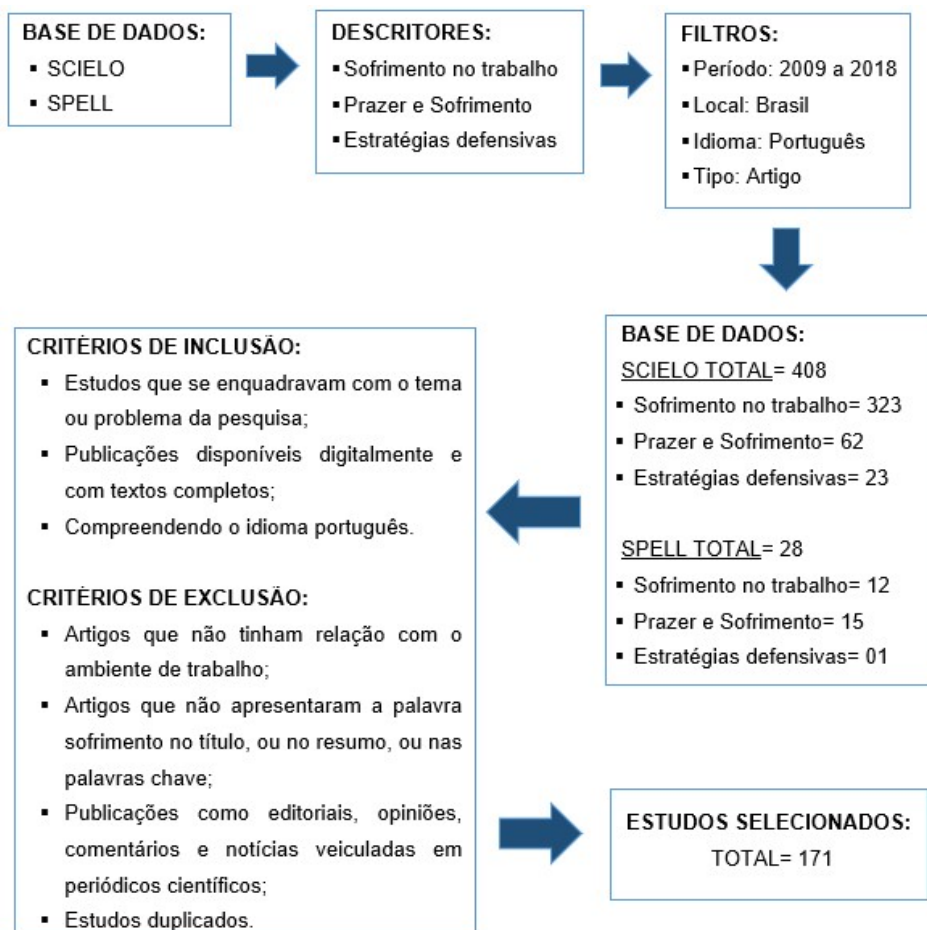 BASE DE DADOS:
▪ SCIELO
▪ SPELL
DESCRITORES:
▪ Sofrimento no trabalho
▪ Prazer e Sofrimento
▪ Estratégias defensivas
FILTROS:
▪ Período: 2009 a 2018
▪ Local: Brasil
▪ Idioma: Português
▪ Tipo: Artigo
BASE DE DADOS:
SCIELO TOTAL= 408
▪ Sofrimento no trabalho= 323
▪ Prazer e Sofrimento= 62
▪ Estratégias defensivas= 23
SPELL TOTAL= 28
▪ Sofrimento no trabalho= 12
▪ Prazer e Sofrimento= 15
▪ Estratégias defensivas= 01
CRITÉRIOS DE INCLUSÃO:
▪ Estudos que se enquadravam com o tema
ou problema da pesquisa;
▪ Publicações disponíveis digitalmente e
com textos completos;
▪ Compreendendo o idioma português.
CRITÉRIOS DE EXCLUSÃO:
▪ Artigos que não tinham relação com o
ambiente de trabalho;
▪ Artigos que não apresentaram a palavra
sofrimento no título, ou no resumo, ou nas
palavras chave;
▪ Publicações como editoriais, opiniões,
comentários e notícias veiculadas em
periódicos científicos;
▪ Estudos duplicados.
ESTUDOS SELECIONADOS:
TOTAL= 171